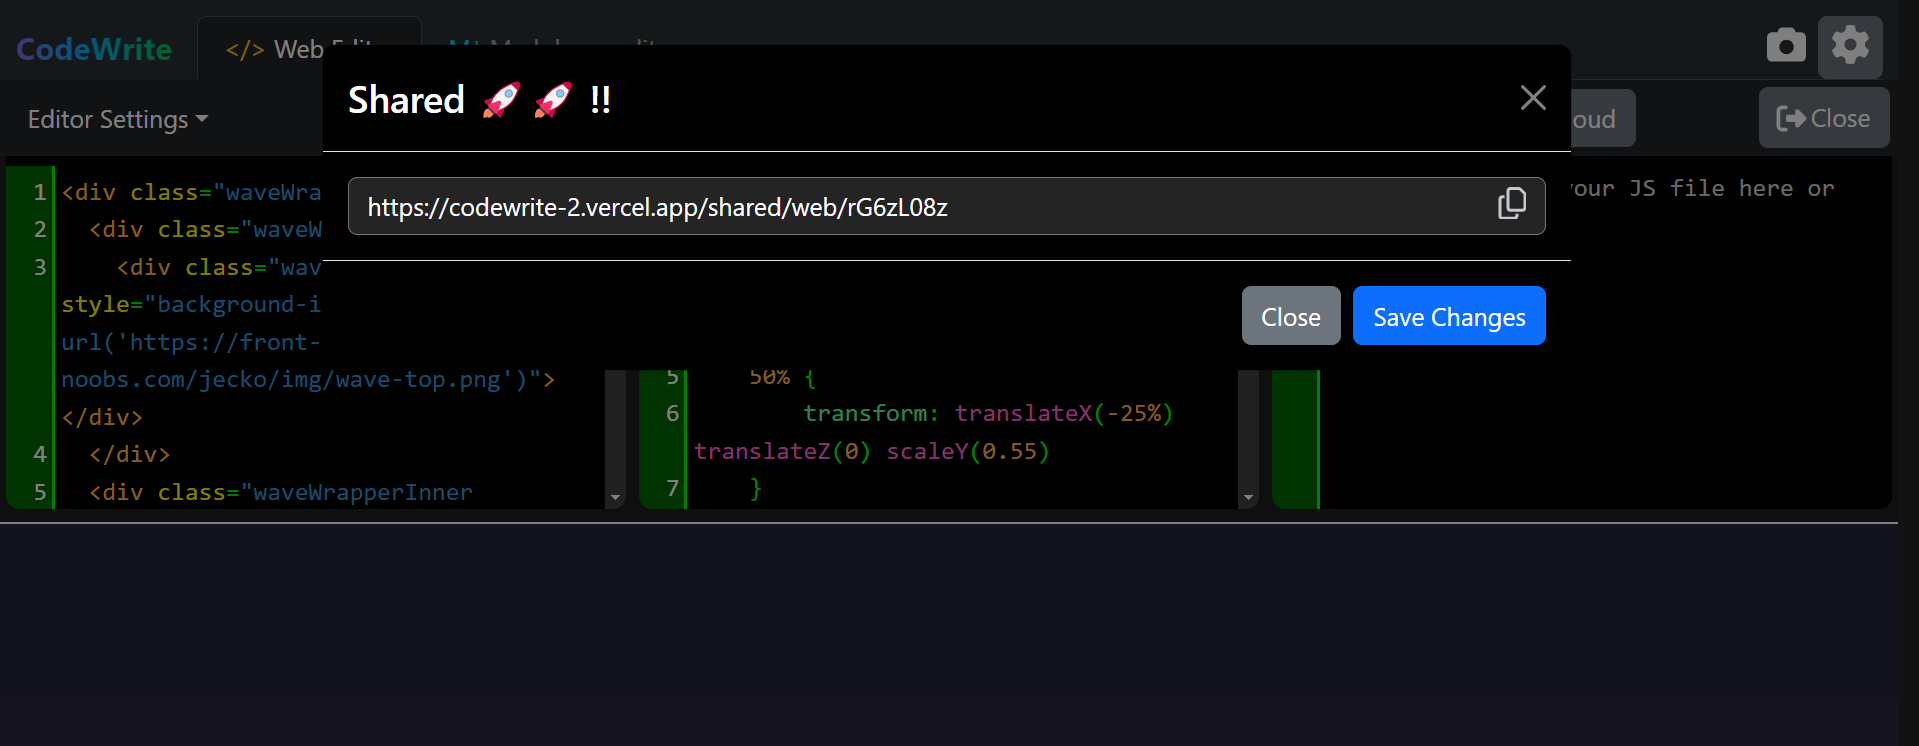 CodeWrite
</> Web Edit
Shared 🚀 🚀 !!
Editor Settings
oud
Close
https://codewrite-2.vercel.app/shared/web/rG6zL08z
Close
Save Changes
1 <div class="waveWra
2 <div class="waveW
3 <div class="wav
style="background-i
url('https://front-
noobs.com/jecko/img/wave-top.png')">
</div>
4 </div>
5 <div class="waveWrapperInner
5 50% {
6 transform: translateX(-25%)
translateZ(0) scaleY(0.55)
7 }
your JS file here or